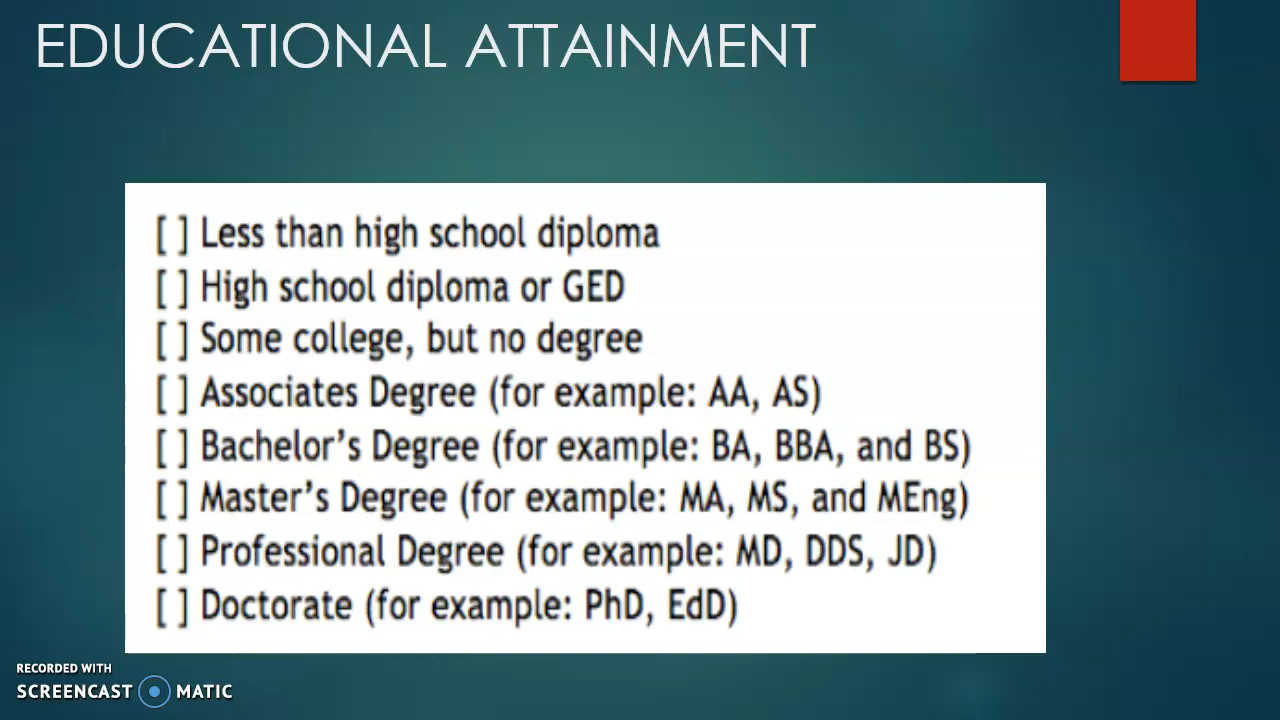 EDUCATIONAL ATTAINMENT
[ ] Less than high school diploma
[ ] High school diploma or GED
[ ] Some college, but no degree
[ ] Associates Degree (for example: AA, AS)
[ ] Bachelor’s Degree (for example: BA, BBA, and BS)
[ ] Master’s Degree (for example: MA, MS, and MEng)
[ ] Professional Degree (for example: MD, DDS, JD)
[ ] Doctorate (for example: PhD, EdD)
RECORDED WITH
SCREENCAST MATIC